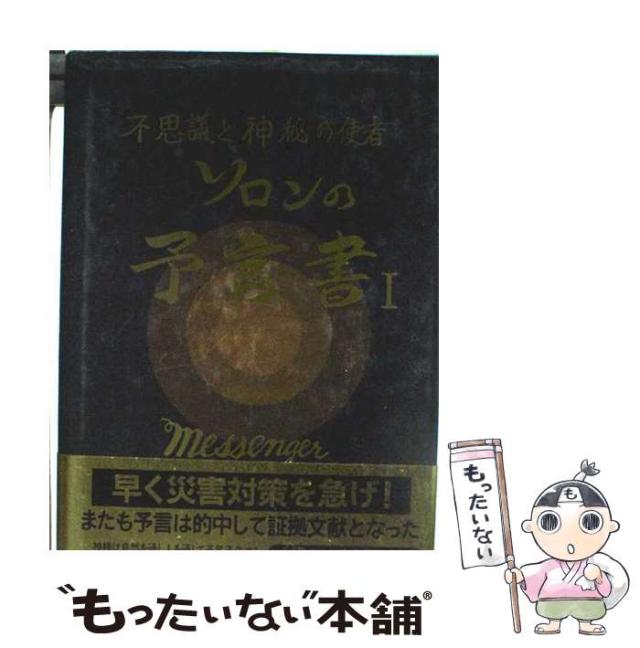 不思議と神秘の使者
ソロンの
予言書I
Messenger
早く災害対策を急げ!
またも予言は的中して証拠文献となった
も
もったいない
"もったいない"本舗®